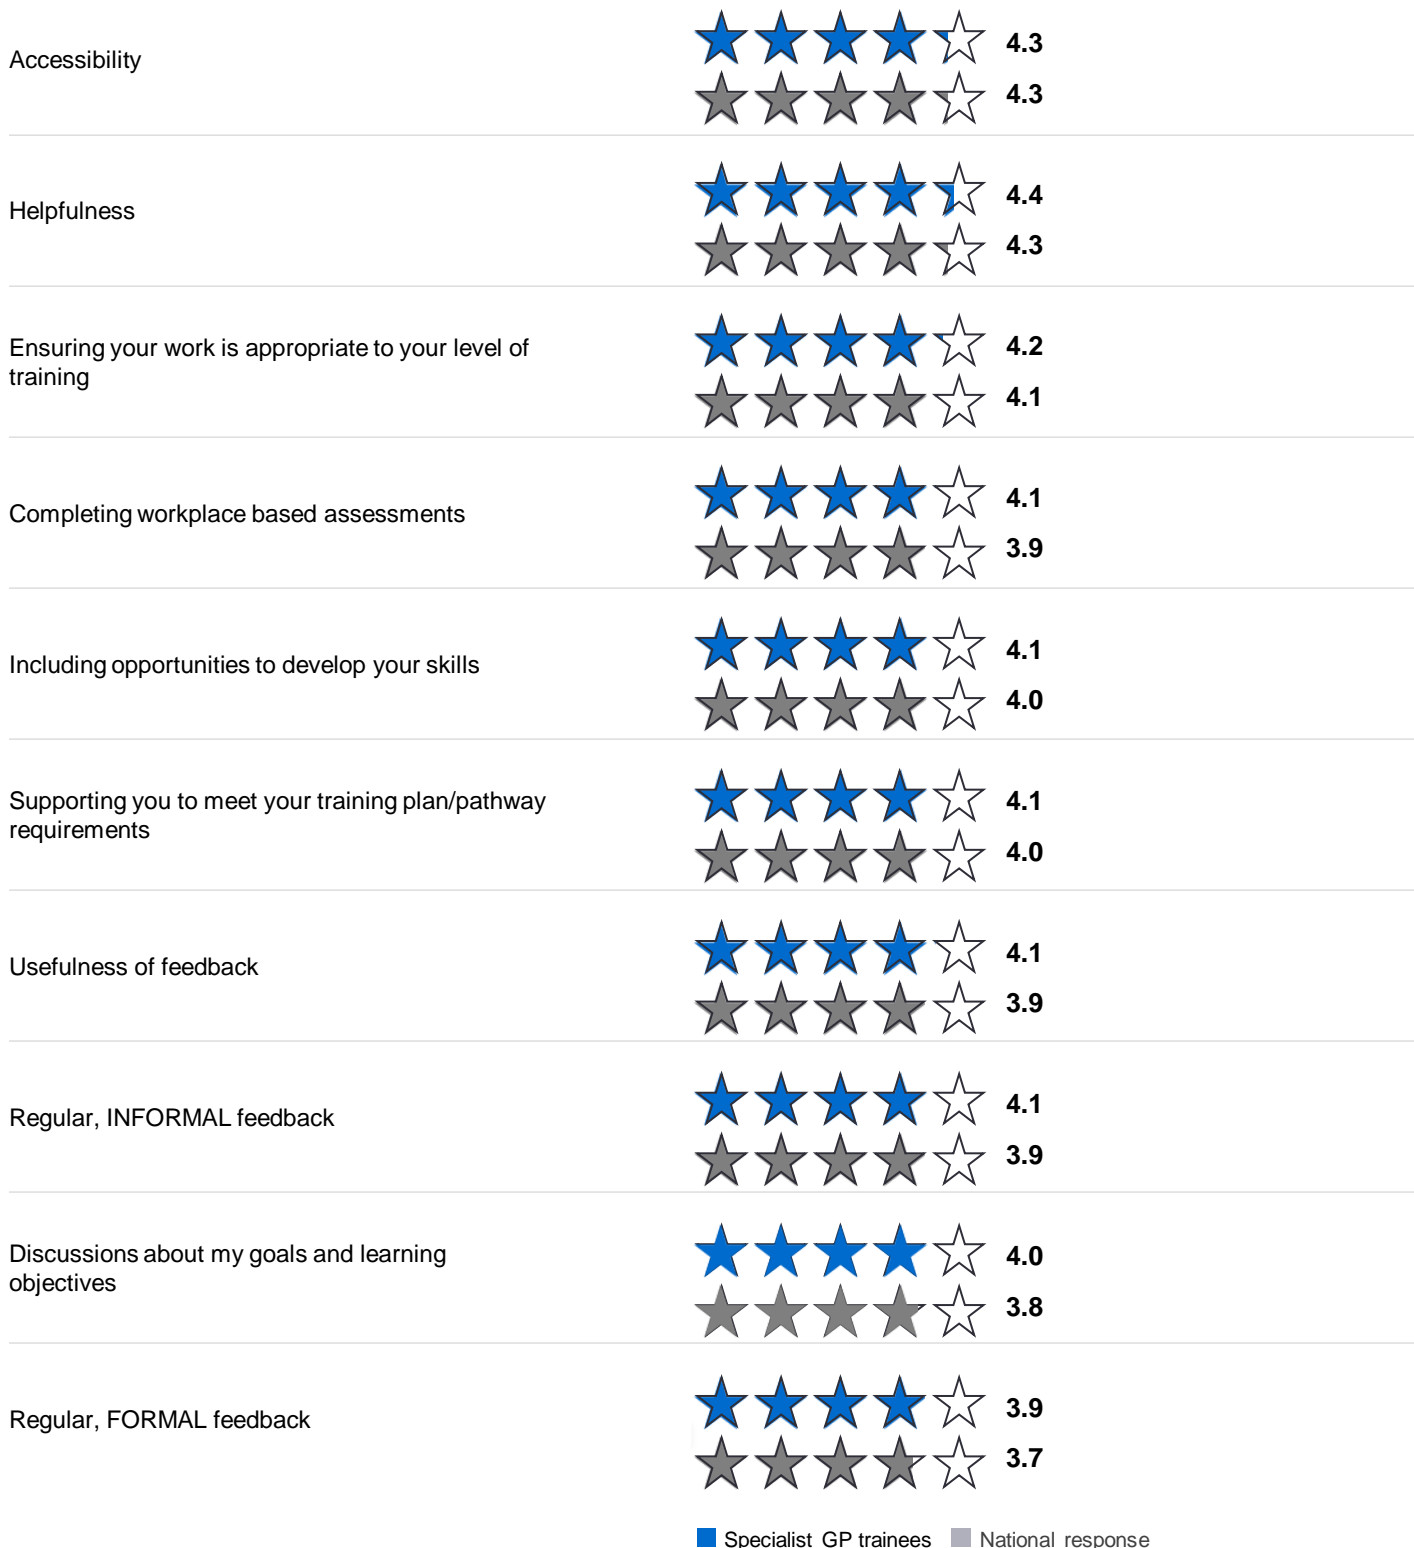 Accessibility
4.3
4.3
Helpfulness
4.4
4.3
Ensuring your work is appropriate to your level of
training
4.2
4.1
Completing workplace based assessments
4.1
3.9
Including opportunities to develop your skills
4.1
4.0
Supporting you to meet your training plan/pathway
requirements
4.1
4.0
Usefulness of feedback
4.1
3.9
Regular, INFORMAL feedback
4.1
3.9
Discussions about my goals and learning
objectives
4.0
3.8
Regular, FORMAL feedback
3.9
3.7
Specialist GP trainees National response